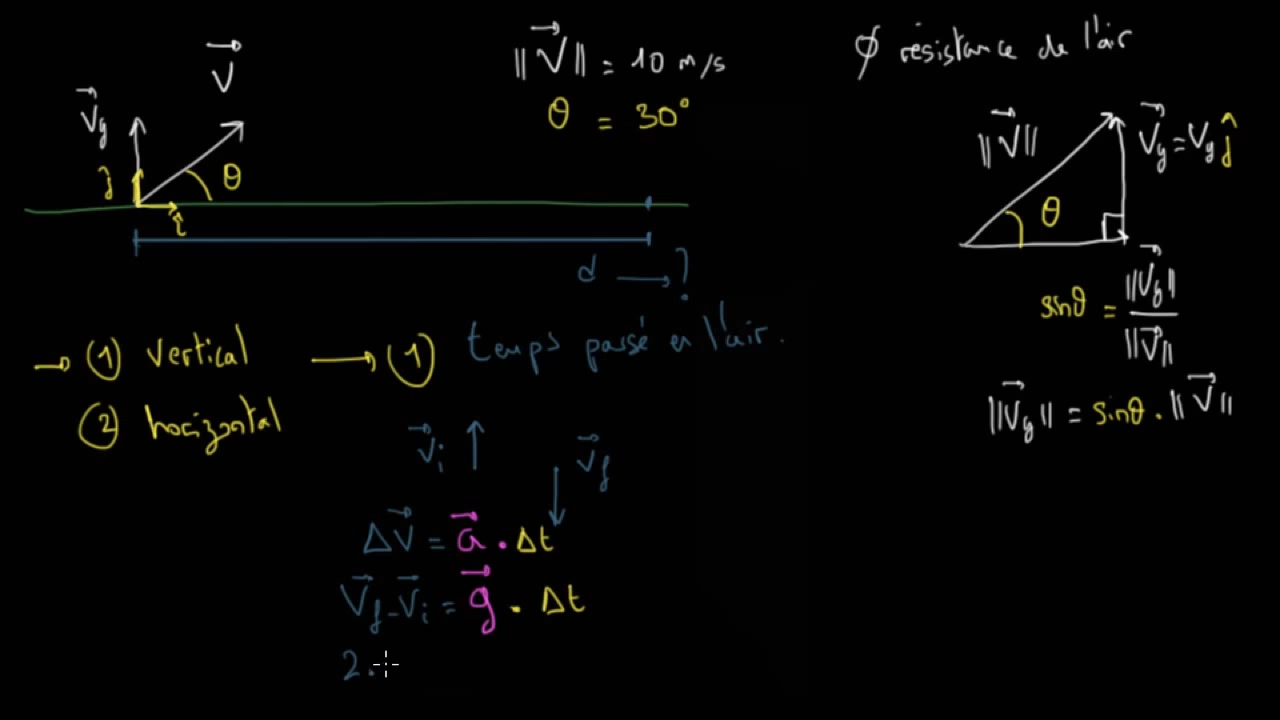 V⃗
V⃗y
ĵ
θ
î
||V⃗|| = 10 m/s
θ = 30°
∅ résistance de l'air
||V⃗||
V⃗y = Vy ĵ
θ
d → ?
sinθ = ||V⃗y|| / ||V⃗||
||V⃗y|| = sinθ . ||V⃗||
→ (1) vertical → (1) temps passé en l'air.
(2) horizontal
V⃗i ↑
↓ V⃗f
ΔV⃗ = a⃗ . Δt
V⃗f - V⃗i = g⃗ . Δt
2 .